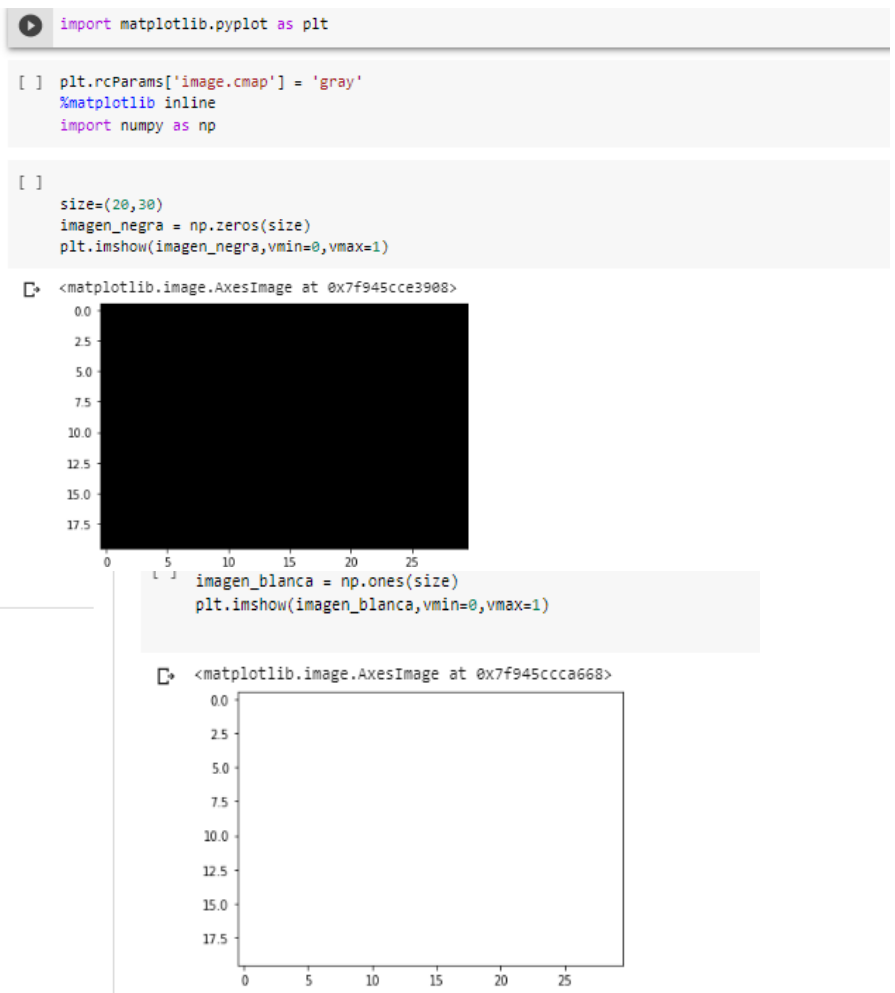 import matplotlib.pyplot as plt
[ ] plt.rcParams['image.cmap'] = 'gray'
%matplotlib inline
import numpy as np
[ ]
size=(20,30)
imagen_negra = np.zeros(size)
plt.imshow(imagen_negra,vmin=0,vmax=1)
<matplotlib.image.AxesImage at 0x7f945cce3908>
0.0
2.5
5.0
7.5
10.0
12.5
15.0
17.5
0 5 10 15 20 25
[ ] imagen_blanca = np.ones(size)
plt.imshow(imagen_blanca,vmin=0,vmax=1)
<matplotlib.image.AxesImage at 0x7f945ccca668>
0.0
2.5
5.0
7.5
10.0
12.5
15.0
17.5
0 5 10 15 20 25